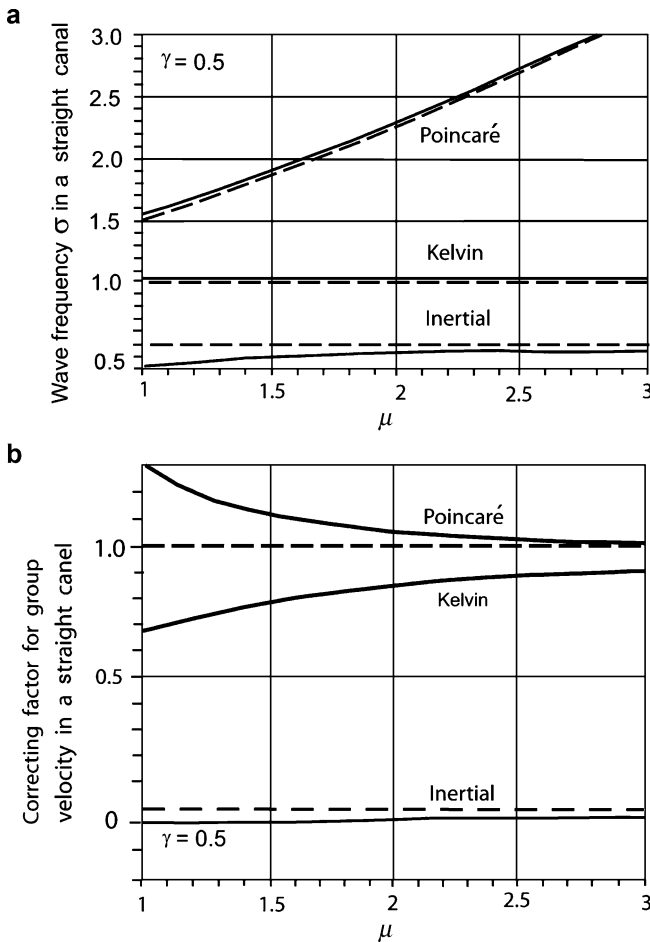 a
Wave frequency σ in a straight canal
3.0
2.5
2.0
1.5
1.0
0.5
γ = 0.5
Poincaré
Kelvin
Inertial
1
1.5
2
2.5
3
μ
b
Correcting factor for group
velocity in a straight canel
1.0
0.5
0
Poincaré
Kelvin
Inertial
γ = 0.5
1
1.5
2
2.5
3
μ